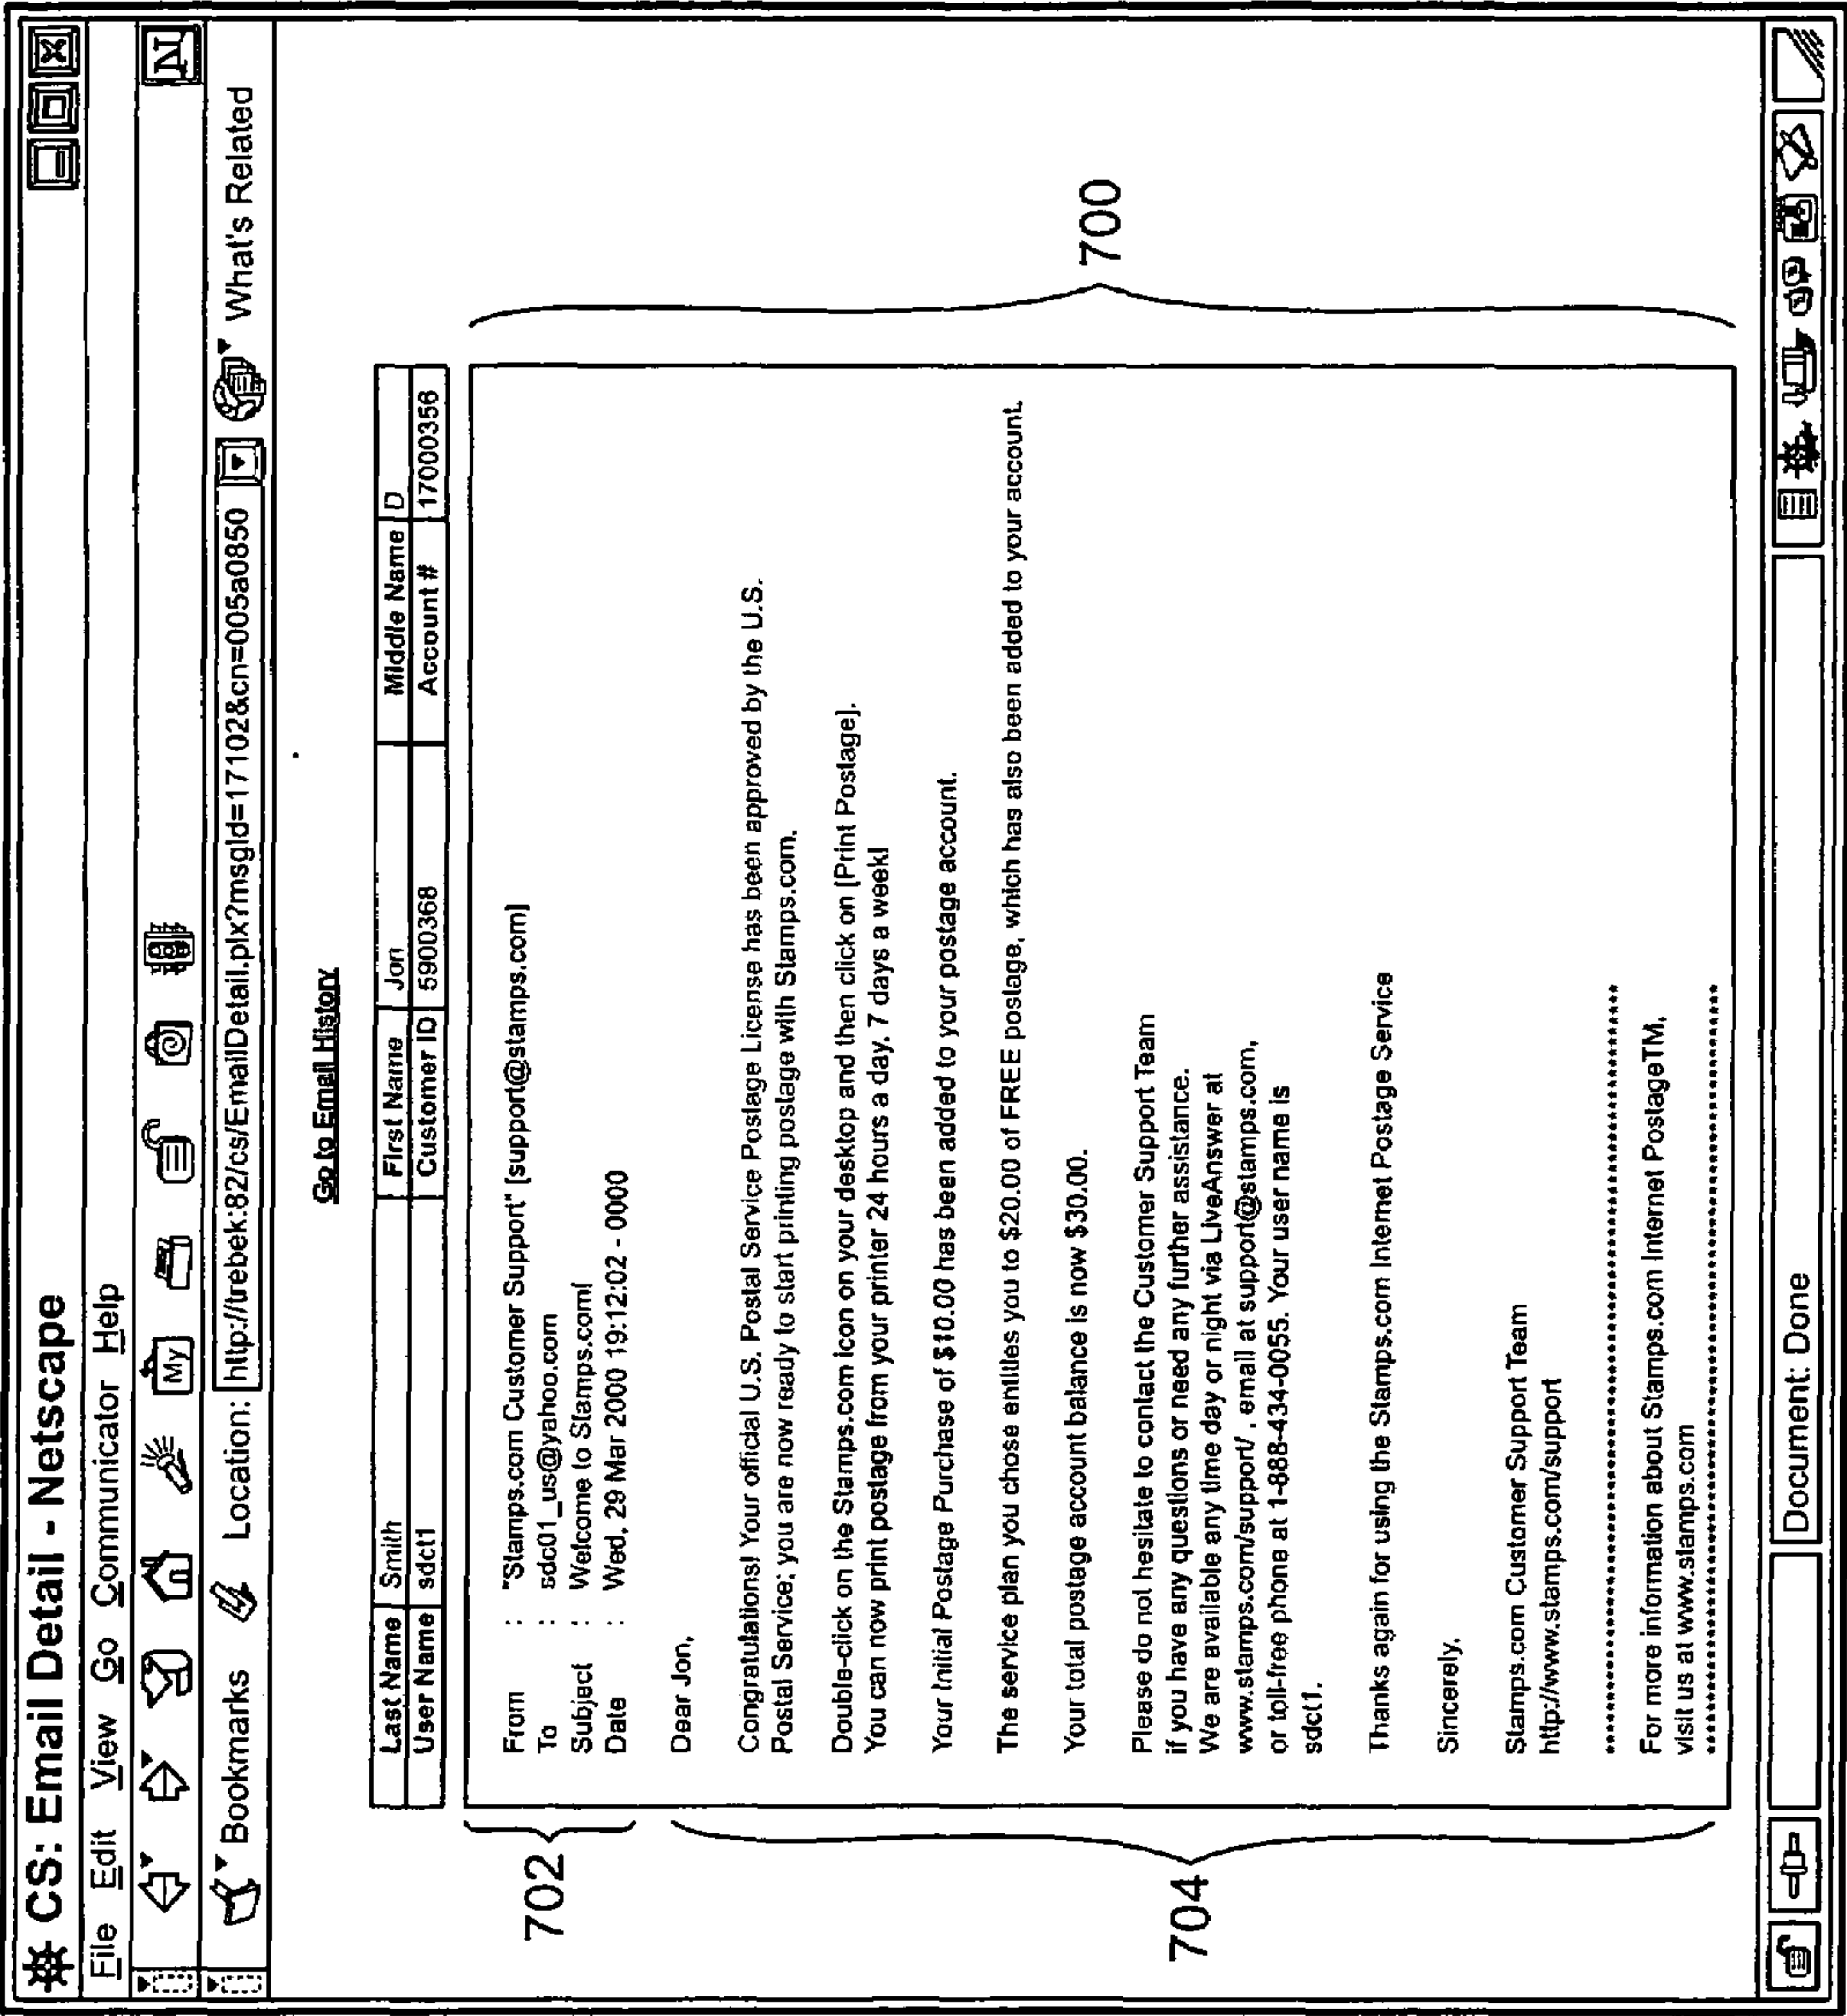 CS: Email Detail - Netscape
File Edit View Go Communicator Help
My
N
Bookmarks Location: http://trebek:82/cs/EmailDetail.plx?msgId=17102&cn=005a0850 What's Related
Go to Email History
Last Name Smith First Name Jon Middle Name D
User Name sdct1 Customer ID 5900368 Account # 17000356
702
From : "Stamps.com Customer Support" [support@stamps.com]
To : sdc01_us@yahoo.com
Subject : Welcome to Stamps.com!
Date : Wed, 29 Mar 2000 19:12:02 - 0000
704
700
Dear Jon,
Congratulations! Your official U.S. Postal Service Postage License has been approved by the U.S.
Postal Service; you are now ready to start printing postage with Stamps.com.
Double-click on the Stamps.com icon on your desktop and then click on [Print Postage].
You can now print postage from your printer 24 hours a day. 7 days a week!
Your Initial Postage Purchase of $10.00 has been added to your postage account.
The service plan you chose entitles you to $20.00 of FREE postage, which has also been added to your account.
Your total postage account balance is now $30.00.
Please do not hesitate to contact the Customer Support Team
if you have any questions or need any further assistance.
We are available any time day or night via LiveAnswer at
www.stamps.com/support/ , email at support@stamps.com,
or toll-free phone at 1-888-434-0055. Your user name is
sdct1.
Thanks again for using the Stamps.com Internet Postage Service
Sincerely,
Stamps.com Customer Support Team
http://www.stamps.com/support
************************************************************
For more information about Stamps.com Internet PostageTM,
visit us at www.stamps.com
************************************************************
Document: Done